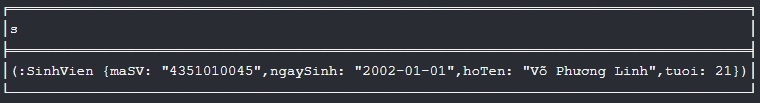 s
(:SinhVien {maSV: "4351010045",ngaySinh: "2002-01-01",hoTen: "Võ Phương Linh",tuoi: 21})